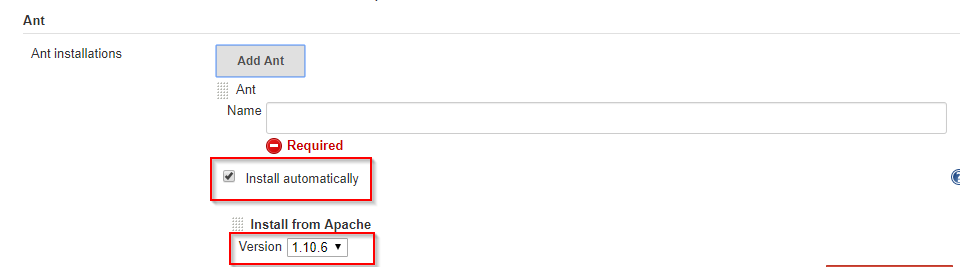 Ant
Ant installations
Add Ant
Ant
Name
Required
Install automatically
Install from Apache
Version 1.10.6